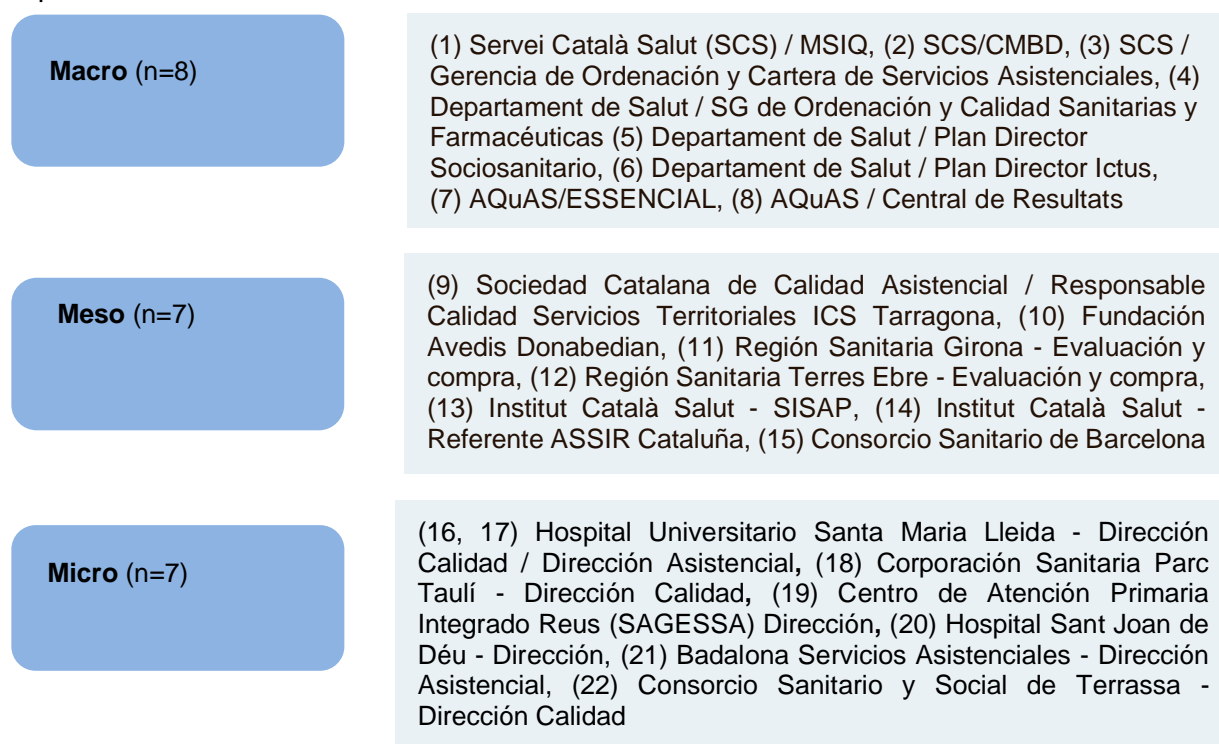 Macro (n=8)
(1) Servei Català Salut (SCS) / MSIQ, (2) SCS/CMBD, (3) SCS /
Gerencia de Ordenación y Cartera de Servicios Asistenciales, (4)
Departament de Salut / SG de Ordenación y Calidad Sanitarias y
Farmacéuticas (5) Departament de Salut / Plan Director
Sociosanitario, (6) Departament de Salut / Plan Director Ictus,
(7) AQuAS/ESSENCIAL, (8) AQuAS / Central de Resultats
Meso (n=7)
(9) Sociedad Catalana de Calidad Asistencial / Responsable
Calidad Servicios Territoriales ICS Tarragona, (10) Fundación
Avedis Donabedian, (11) Región Sanitaria Girona - Evaluación y
compra, (12) Región Sanitaria Terres Ebre - Evaluación y compra,
(13) Institut Català Salut - SISAP, (14) Institut Català Salut -
Referente ASSIR Cataluña, (15) Consorcio Sanitario de Barcelona
Micro (n=7)
(16, 17) Hospital Universitario Santa Maria Lleida - Dirección
Calidad / Dirección Asistencial, (18) Corporación Sanitaria Parc
Taulí - Dirección Calidad, (19) Centro de Atención Primaria
Integrado Reus (SAGESSA) Dirección, (20) Hospital Sant Joan de
Déu - Dirección, (21) Badalona Servicios Asistenciales - Dirección
Asistencial, (22) Consorcio Sanitario y Social de Terrassa -
Dirección Calidad